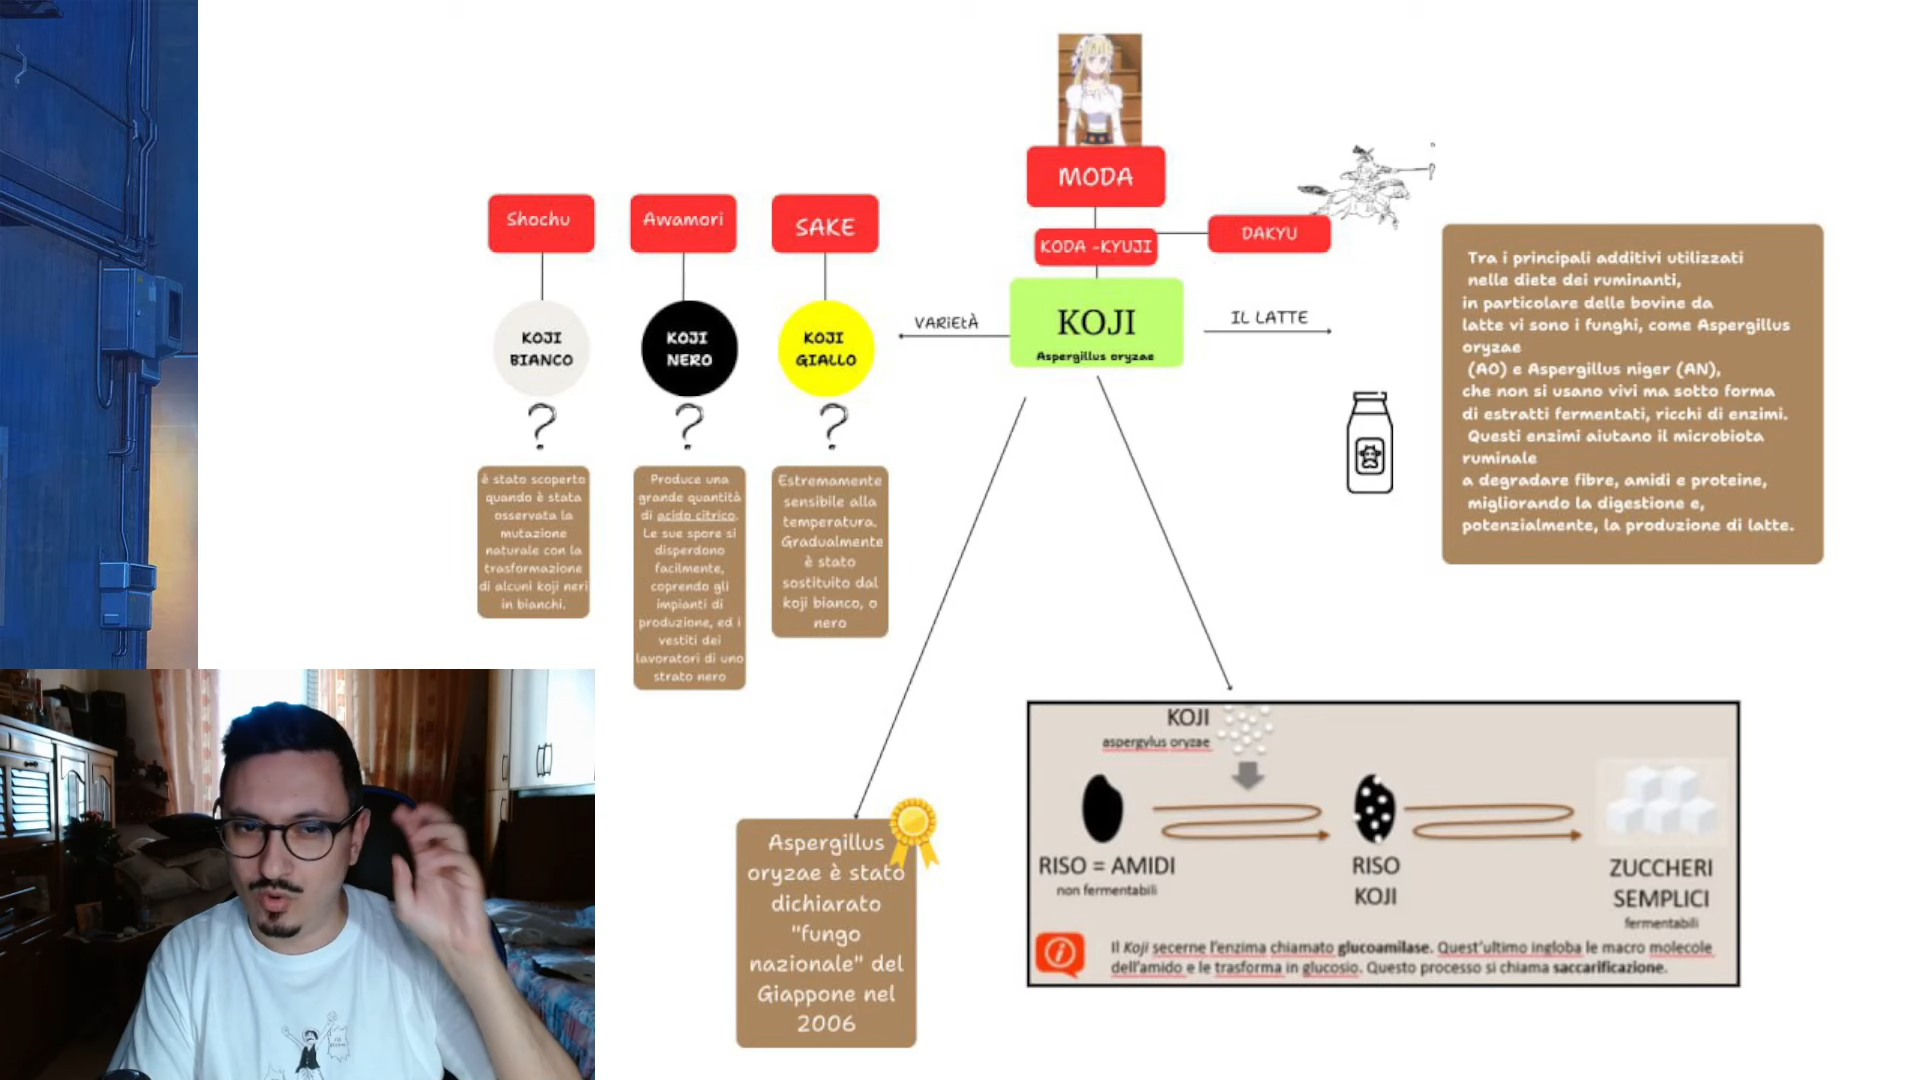 MODA
KODA -KYUJI
DAKYU
Shochu
Awamori
SAKE
KOJI
BIANCO
KOJI
NERO
KOJI
GIALLO
VARIEtÀ
KOJI
Aspergillus oryzae
IL LATTE
?
?
?
è stato scoperto
quando è stata
osservata la
mutazione
naturale con la
trasformazione
di alcuni koji neri
in bianchi.
Produce una
grande quantità
di acido citrico.
Le sue spore si
disperdono
facilmente,
coprendo gli
impianti di
produzione, ed i
vestiti dei
lavoratori di uno
strato nero
Estremamente
sensibile alla
temperatura.
Gradualmente
è stato
sostituito dal
koji bianco, o
nero
Tra i principali additivi utilizzati
nelle diete dei ruminanti,
in particolare delle bovine da
latte vi sono i funghi, come Aspergillus
oryzae
(AO) e Aspergillus niger (AN),
che non si usano vivi ma sotto forma
di estratti fermentati, ricchi di enzimi.
Questi enzimi aiutano il microbiota
ruminale
a degradare fibre, amidi e proteine,
migliorando la digestione e,
potenzialmente, la produzione di latte.
Aspergillus
oryzae è stato
dichiarato
"fungo
nazionale" del
Giappone nel
2006
KOJI
aspergylus oryzae
RISO = AMIDI
non fermentabili
RISO
KOJI
ZUCCHERI
SEMPLICI
fermentabili
i
Il Koji secerne l'enzima chiamato glucoamilase. Quest'ultimo ingloba le macro molecole
dell'amido e le trasforma in glucosio. Questo processo si chiama saccarificazione.